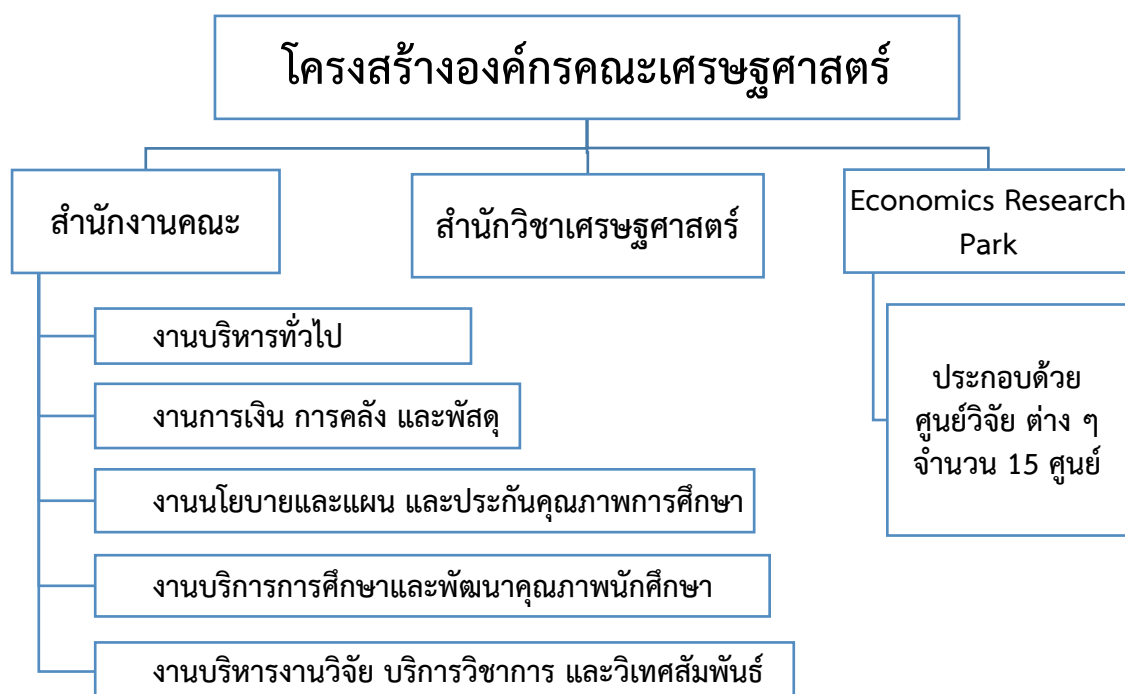 โครงสร้างองค์กรคณะเศรษฐศาสตร์
สำนักงานคณะ
สำนักวิชาเศรษฐศาสตร์
Economics Research
Park
งานบริหารทั่วไป
งานการเงิน การคลัง และพัสดุ
งานนโยบายและแผน และประกันคุณภาพการศึกษา
งานบริการการศึกษาและพัฒนาคุณภาพนักศึกษา
งานบริหารงานวิจัย บริการวิชาการ และวิเทศสัมพันธ์
ประกอบด้วย
ศูนย์วิจัย ต่าง ๆ
จำนวน 15 ศูนย์